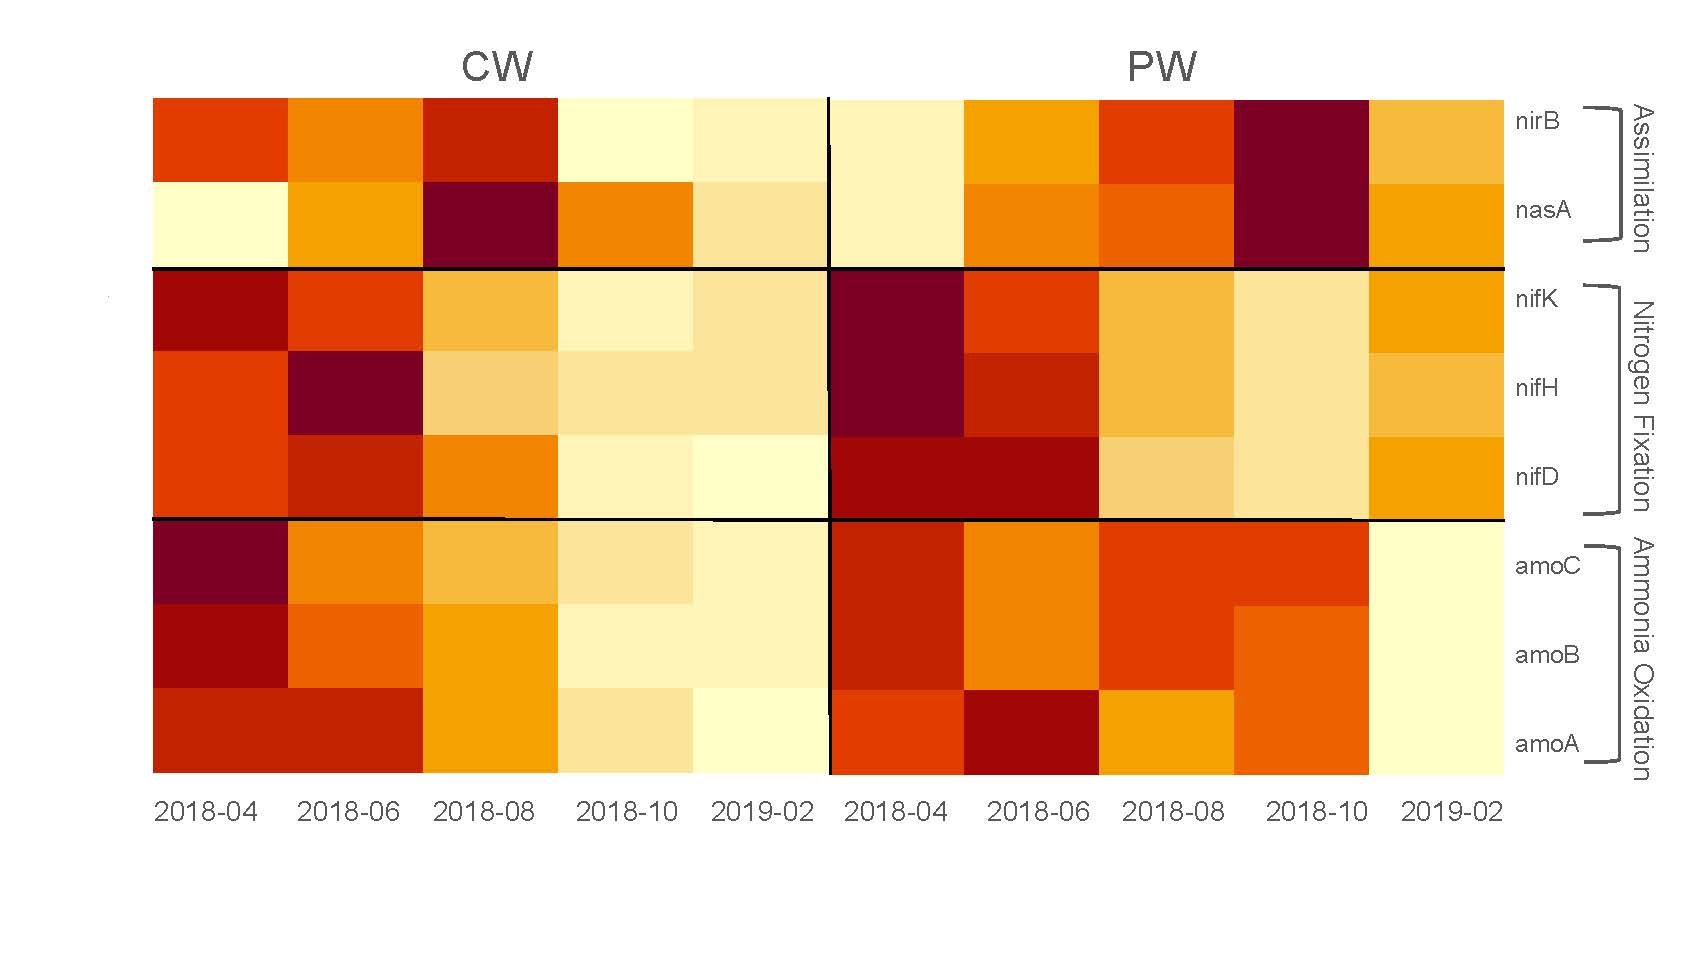 CW PW
nirB
nasA
Assimilation
nifK
nifH
nifD
Nitrogen Fixation
amoC
amoB
amoA
Ammonia Oxidation
2018-04 2018-06 2018-08 2018-10 2019-02 2018-04 2018-06 2018-08 2018-10 2019-02